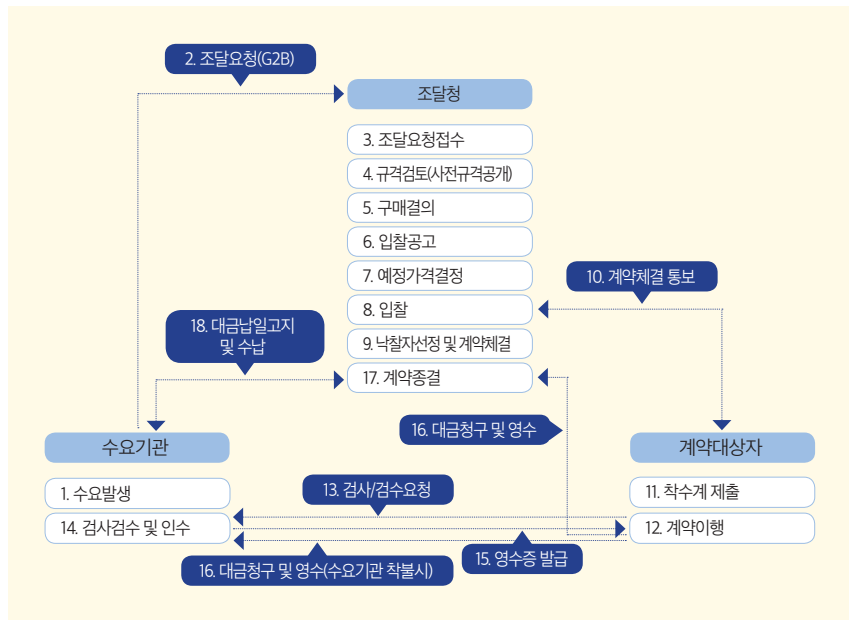 2. 조달요청(G2B)
조달청
3. 조달요청접수
4. 규격검토(사전규격공개)
5. 구매결의
6. 입찰공고
7. 예정가격결정
10. 계약체결 통보
8. 입찰
18. 대금납일고지
및 수납
9. 낙찰자선정 및 계약체결
17. 계약종결
16. 대금청구 및 영수
수요기관
계약대상자
1. 수요발생
13. 검사/검수요청
11. 착수계 제출
14. 검사검수 및 인수
12. 계약이행
16. 대금청구 및 영수(수요기관 착불시)
15. 영수증 발급